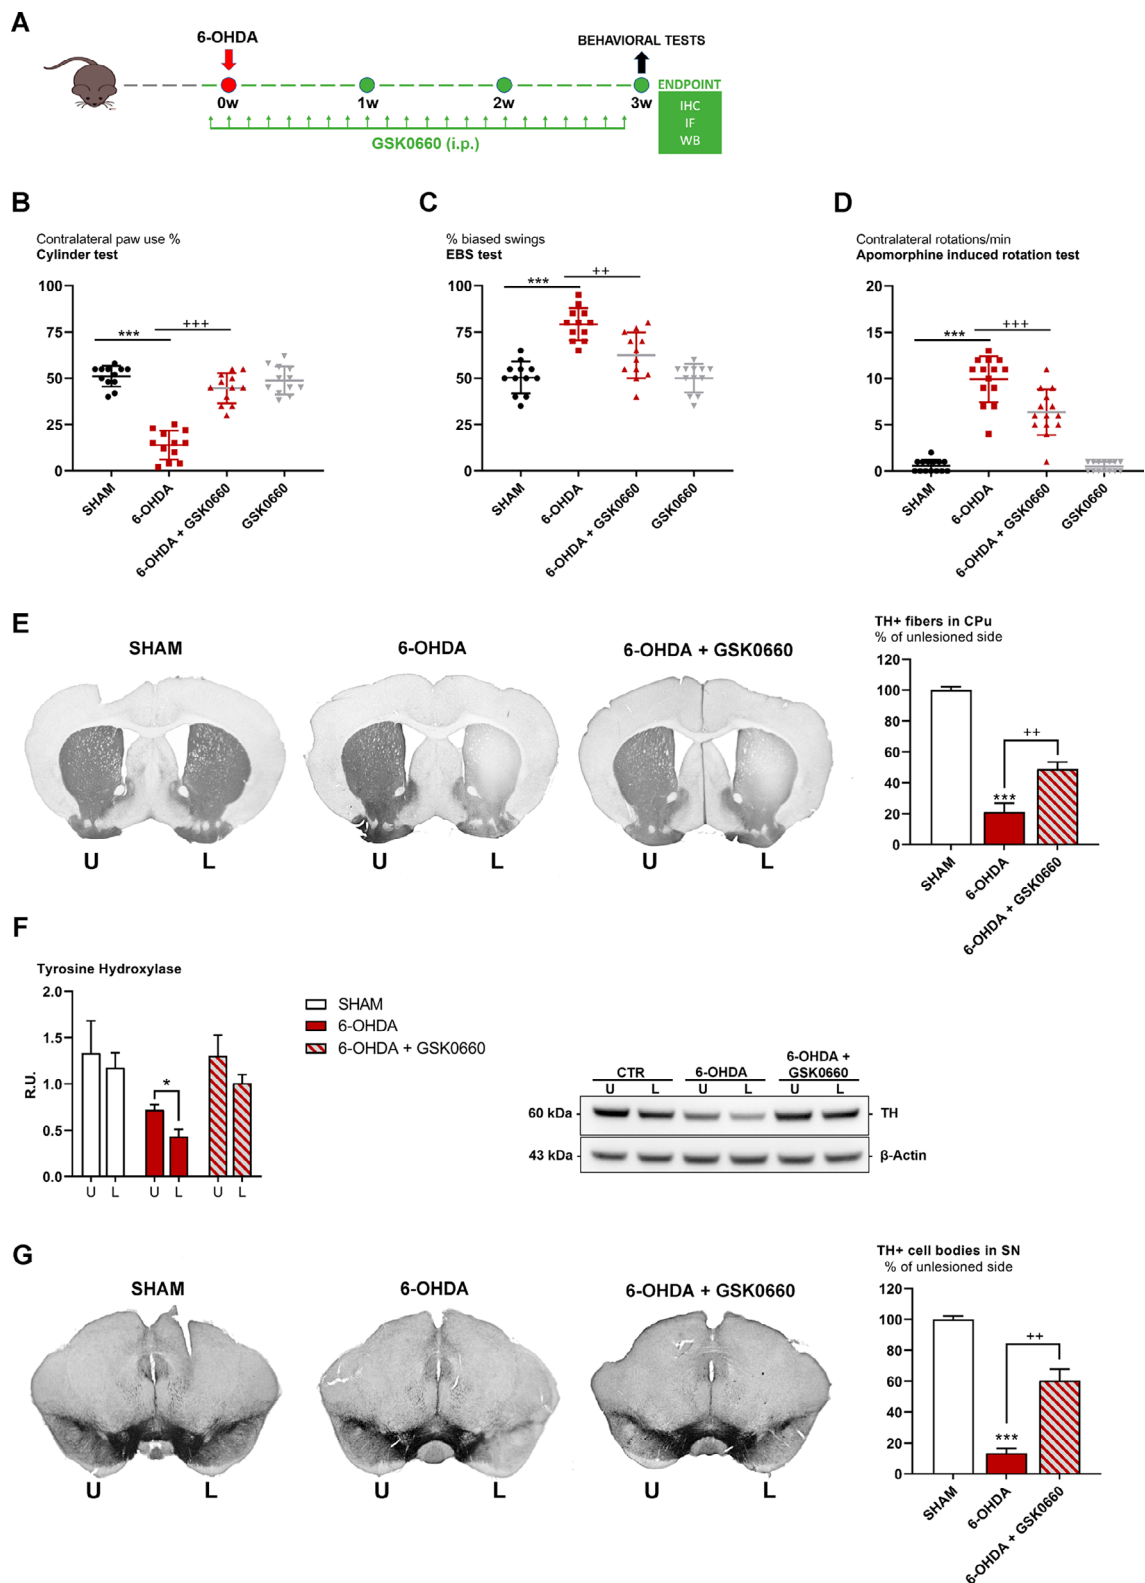 A
6-OHDA
BEHAVIORAL TESTS
0w 1w 2w 3w
ENDPOINT
IHC
IF
WB
GSK0660 (i.p.)
B
Contralateral paw use %
Cylinder test
100
75
50
25
0
*** +++
SHAM
6-OHDA
6-OHDA + GSK0660
GSK0660
C
% biased swings
EBS test
100
75
50
25
0
*** ++
SHAM
6-OHDA
6-OHDA + GSK0660
GSK0660
D
Contralateral rotations/min
Apomorphine induced rotation test
20
15
10
5
0
*** +++
SHAM
6-OHDA
6-OHDA + GSK0660
GSK0660
E
SHAM
U L
6-OHDA
U L
6-OHDA + GSK0660
U L
TH+ fibers in CPu
% of unlesioned side
120
100
80
60
40
20
0
++
***
SHAM
6-OHDA
6-OHDA + GSK0660
F
Tyrosine Hydroxylase
R.U.
2.0
1.5
1.0
0.5
0.0
*
U L U L U L
SHAM
6-OHDA
6-OHDA + GSK0660
CTR 6-OHDA 6-OHDA + GSK0660
U L U L U L
60 kDa TH
43 kDa β-Actin
G
SHAM
U L
6-OHDA
U L
6-OHDA + GSK0660
U L
TH+ cell bodies in SN
% of unlesioned side
120
100
80
60
40
20
0
++
***
SHAM
6-OHDA
6-OHDA + GSK0660